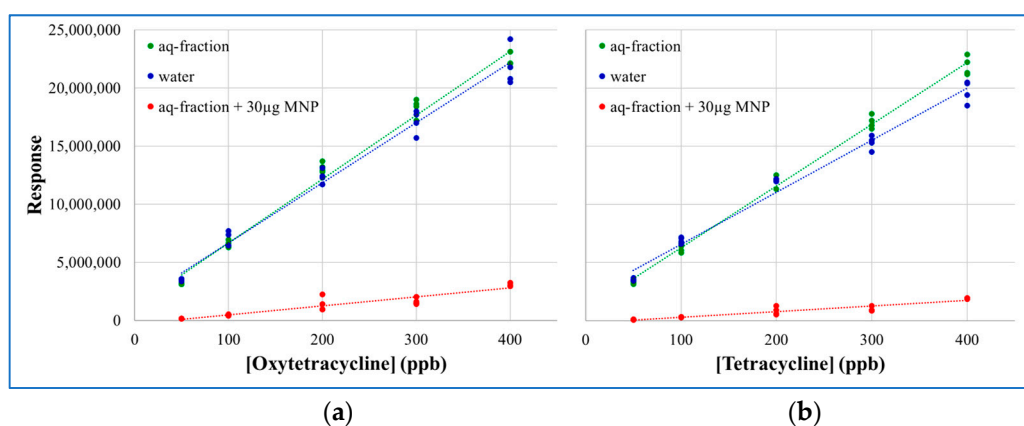 25,000,000
20,000,000
15,000,000
10,000,000
5,000,000
0
Response
aq-fraction
water
aq-fraction + 30µg MNP
0 100 200 300 400
[Oxytetracycline] (ppb)
(a)
aq-fraction
water
aq-fraction + 30µg MNP
0 100 200 300 400
[Tetracycline] (ppb)
(b)